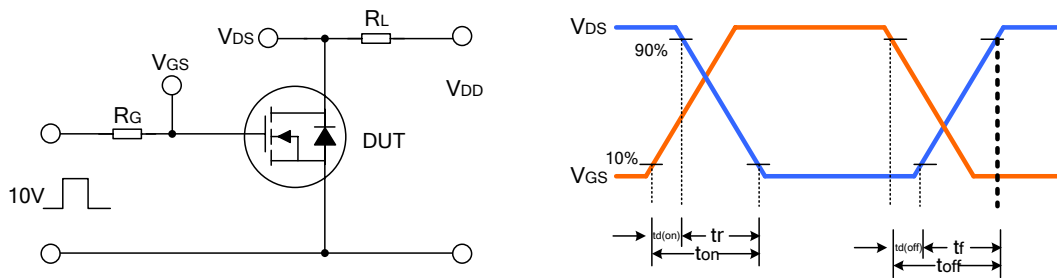 VDS
RL
VGS
VDD
RG
DUT
10V
VDS
90%
10%
VGS
td(on)
tr
ton
td(off)
tf
toff